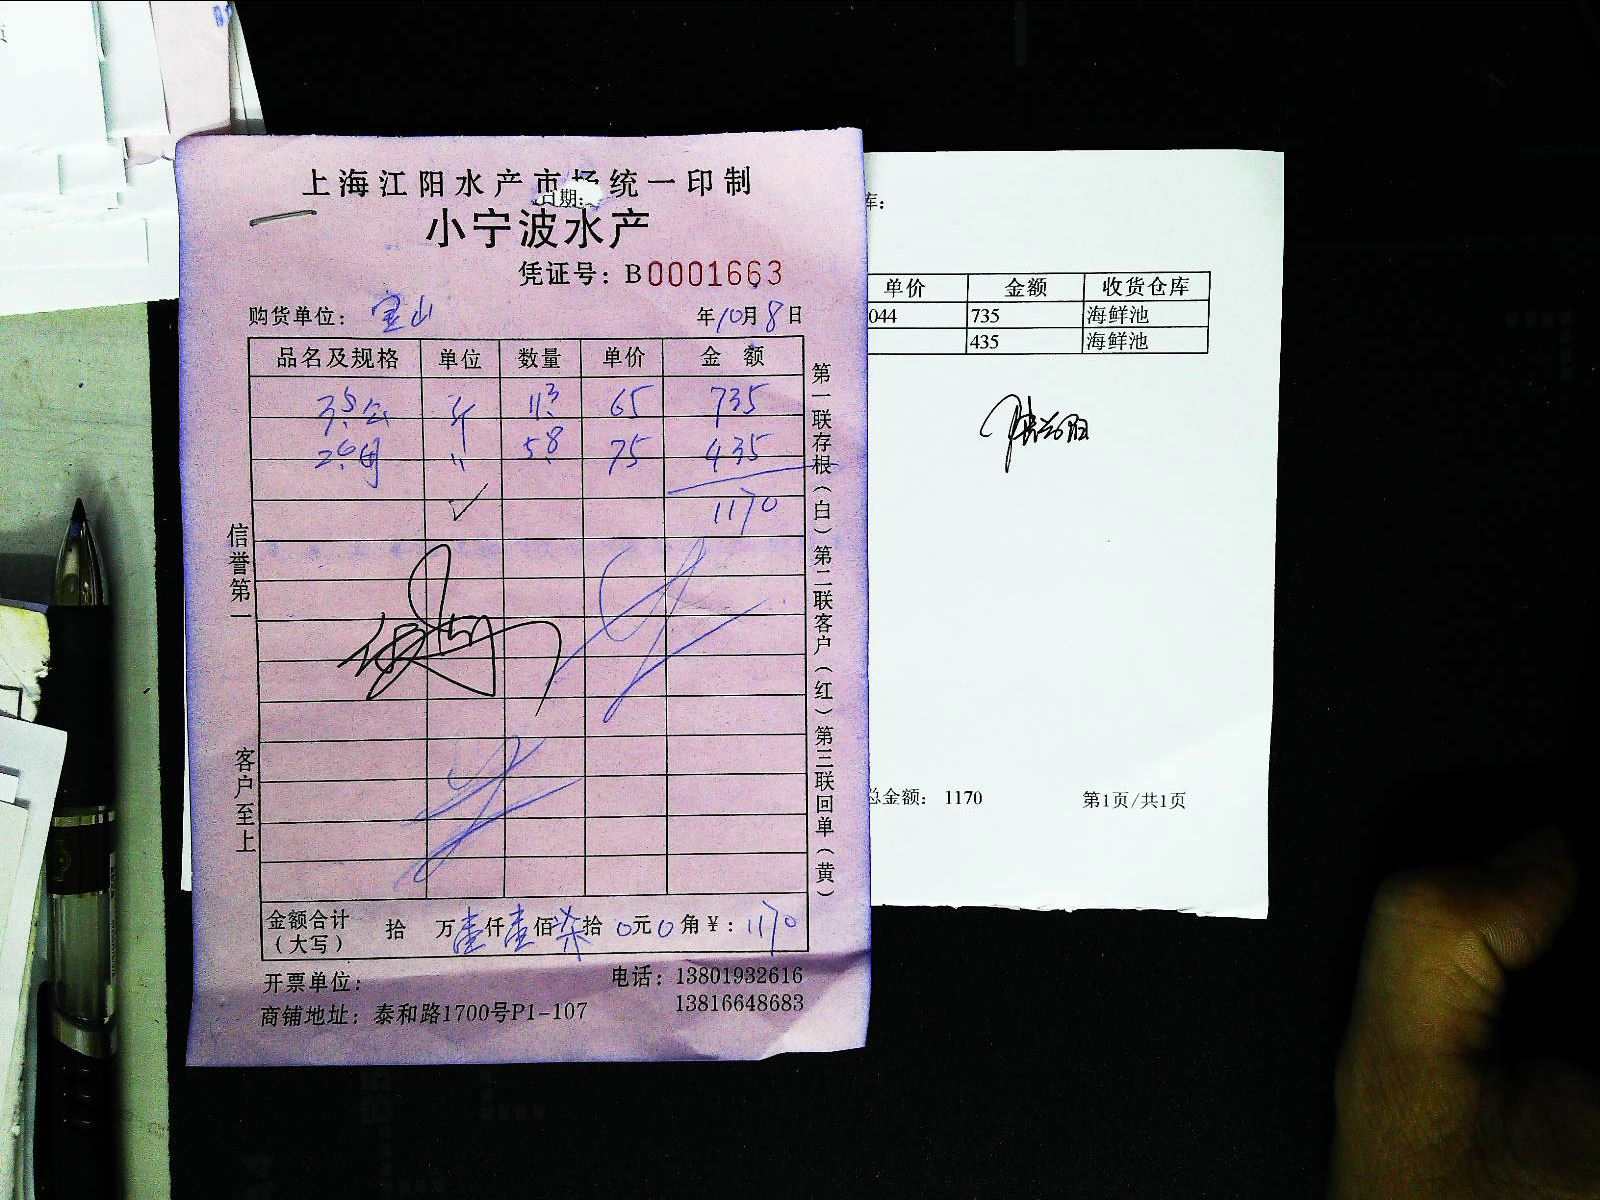 上海江阳水产市场统一印制
日期:
小宁波水产
凭证号: B0001663
购货单位: 宝山 年10月8日
品名及规格 单位 数量 单价 金额
3.5公 斤 11.3 65 735
2.6母 〃 5.8 75 435
1170
信誉第一
客户至上
第一联存根(白)第二联客户(红)第三联回单(黄)
金额合计(大写) 拾 万壹仟壹佰柒拾0元0角¥: 1170
开票单位: 电话: 13801932616
13816648683
商铺地址: 泰和路1700号P1-107
库:
单价 金额 收货仓库
044 735 海鲜池
435 海鲜池
总金额: 1170 第1页/共1页